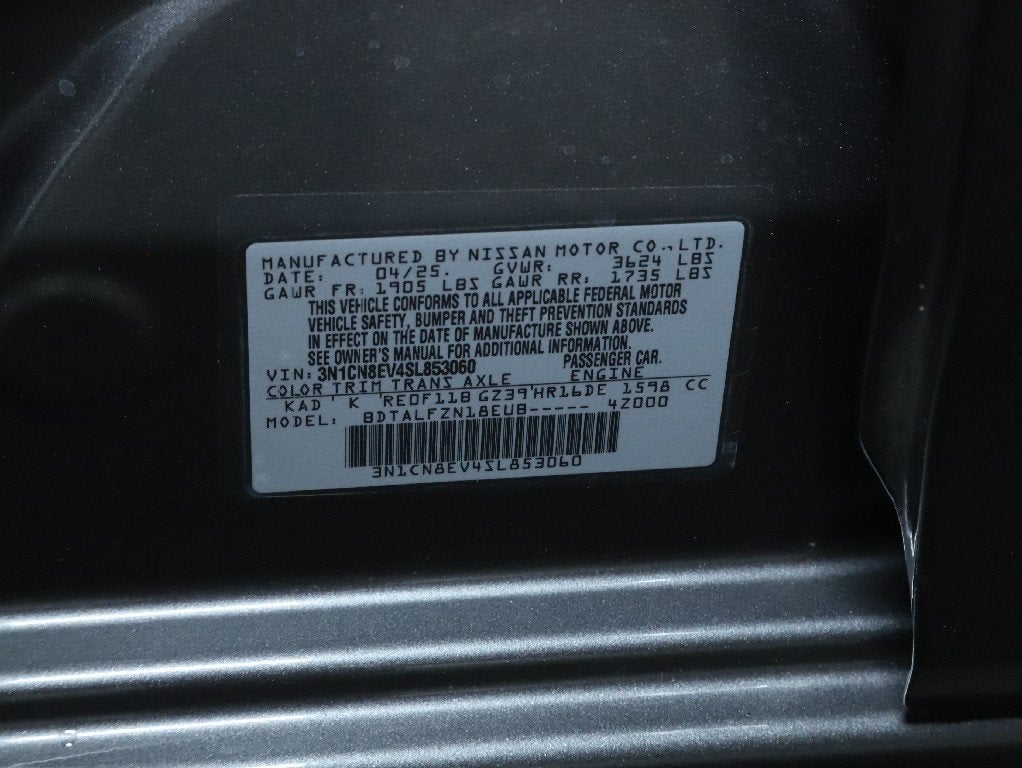 MANUFACTURED BY NISSAN MOTOR CO., LTD.
DATE: 04/25. GVWR: 3624 LBS
GAWR FR: 1905 LBS GAWR RR: 1735 LBS
THIS VEHICLE CONFORMS TO ALL APPLICABLE FEDERAL MOTOR
VEHICLE SAFETY, BUMPER AND THEFT PREVENTION STANDARDS
IN EFFECT ON THE DATE OF MANUFACTURE SHOWN ABOVE.
SEE OWNER'S MANUAL FOR ADDITIONAL INFORMATION.
VIN: 3N1CN8EV4SL853060 PASSENGER CAR.
COLOR TRIM TRANS AXLE ENGINE
KAD ' K ' RE0F11B GZ39'HR16DE 1598 CC
MODEL: BDTALFZN18EUB----- 4Z000
3N1CN8EV4SL853060